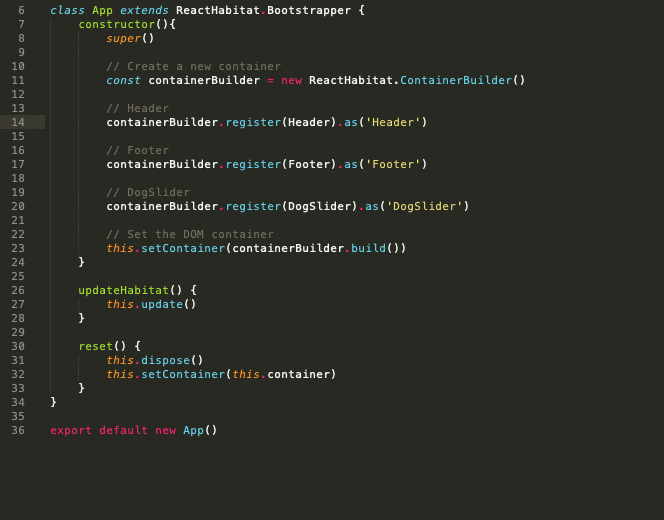 6 class App extends ReactHabitat.Bootstrapper {
7 constructor(){
8 super()
9
10 // Create a new container
11 const containerBuilder = new ReactHabitat.ContainerBuilder()
12
13 // Header
14 containerBuilder.register(Header).as('Header')
15
16 // Footer
17 containerBuilder.register(Footer).as('Footer')
18
19 // DogSlider
20 containerBuilder.register(DogSlider).as('DogSlider')
21
22 // Set the DOM container
23 this.setContainer(containerBuilder.build())
24 }
25
26 updateHabitat() {
27 this.update()
28 }
29
30 reset() {
31 this.dispose()
32 this.setContainer(this.container)
33 }
34 }
35
36 export default new App()